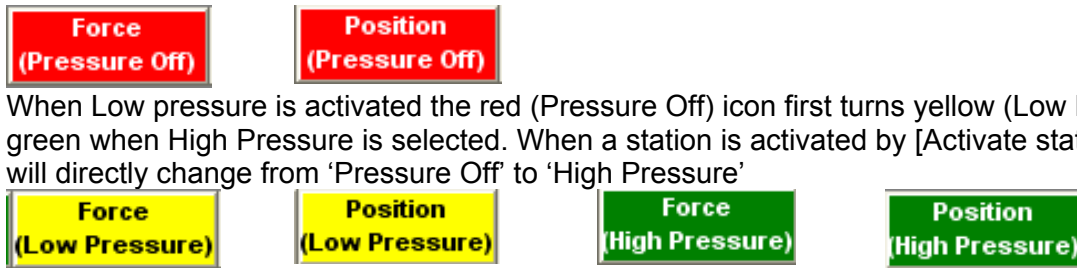 Force Position
(Pressure Off) (Pressure Off)
When Low pressure is activated the red (Pressure Off) icon first turns yellow (Low
green when High Pressure is selected. When a station is activated by [Activate stat
will directly change from ‘Pressure Off’ to ‘High Pressure’
Force Position Force Position
(Low Pressure) (Low Pressure) (High Pressure) (High Pressure)